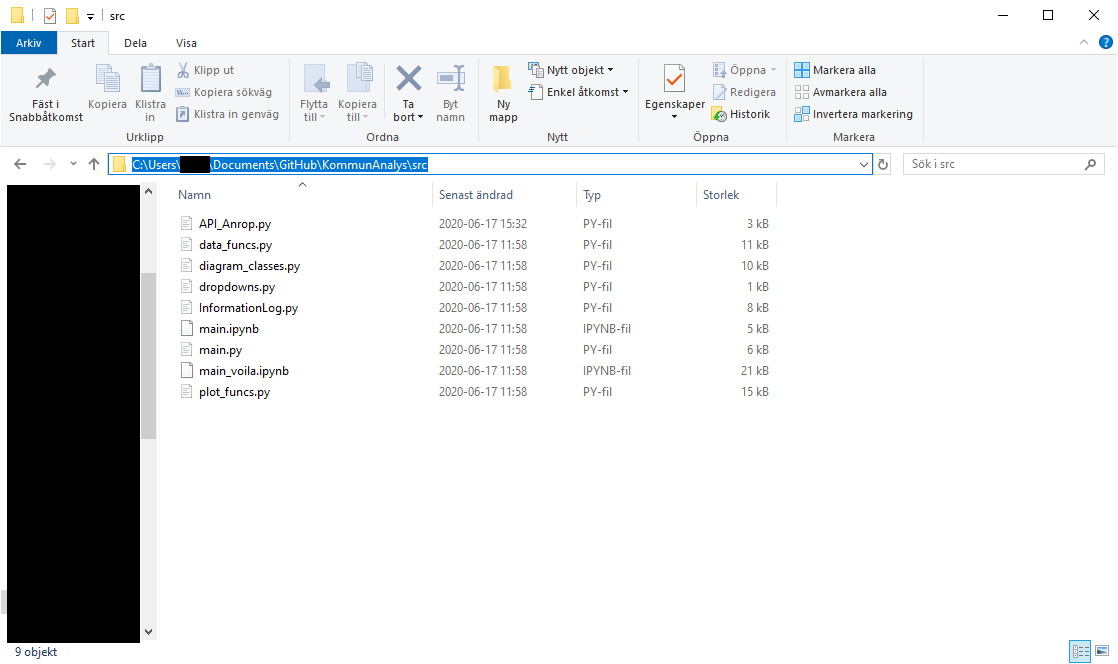 src
Arkiv Start Dela Visa
Fäst i Snabbåtkomst
Kopiera
Klistra in
Klipp ut
Kopiera sökväg
Klistra in genväg
Urklipp
Flytta till
Kopiera till
Ta bort
Byt namn
Ordna
Ny mapp
Nytt objekt
Enkel åtkomst
Nytt
Egenskaper
Öppna
Redigera
Historik
Öppna
Markera alla
Avmarkera alla
Invertera markering
Markera
C:\Users\ \Documents\GitHub\KommunAnalys\src
Sök i src
Namn Senast ändrad Typ Storlek
API_Anrop.py 2020-06-17 15:32 PY-fil 3 kB
data_funcs.py 2020-06-17 11:58 PY-fil 11 kB
diagram_classes.py 2020-06-17 11:58 PY-fil 10 kB
dropdowns.py 2020-06-17 11:58 PY-fil 1 kB
InformationLog.py 2020-06-17 11:58 PY-fil 8 kB
main.ipynb 2020-06-17 11:58 IPYNB-fil 5 kB
main.py 2020-06-17 11:58 PY-fil 6 kB
main_voila.ipynb 2020-06-17 11:58 IPYNB-fil 21 kB
plot_funcs.py 2020-06-17 11:58 PY-fil 15 kB
9 objekt